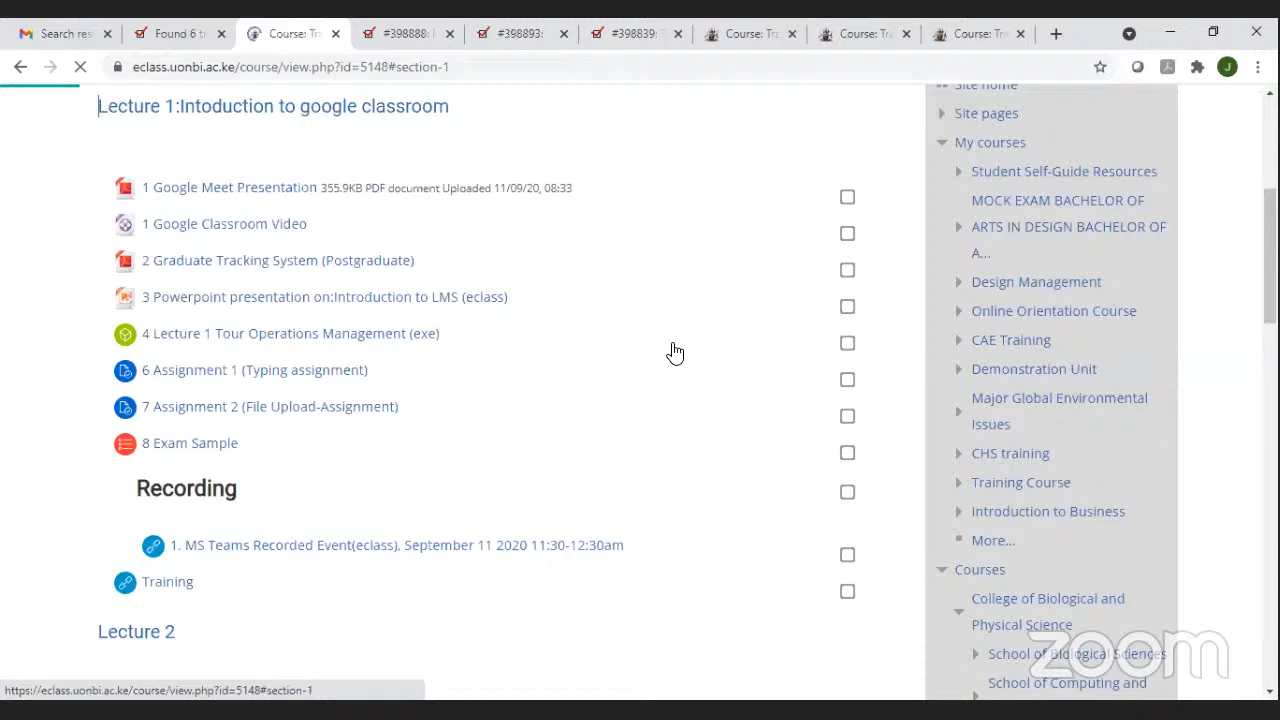 Search res
Found 6 ti
Course: Tra
#398888:
#398893:
#398839:
Course: Tra
Course: Tra
Course: Tra
eclass.uonbi.ac.ke/course/view.php?id=5148#section-1
J
Lecture 1:Intoduction to google classroom
1 Google Meet Presentation 355.9KB PDF document Uploaded 11/09/20, 08:33
1 Google Classroom Video
2 Graduate Tracking System (Postgraduate)
3 Powerpoint presentation on:Introduction to LMS (eclass)
4 Lecture 1 Tour Operations Management (exe)
6 Assignment 1 (Typing assignment)
7 Assignment 2 (File Upload-Assignment)
8 Exam Sample
Recording
1. MS Teams Recorded Event(eclass), September 11 2020 11:30-12:30am
Training
Lecture 2
https://eclass.uonbi.ac.ke/course/view.php?id=5148#section-1
Site home
Site pages
My courses
Student Self-Guide Resources
MOCK EXAM BACHELOR OF
ARTS IN DESIGN BACHELOR OF
A...
Design Management
Online Orientation Course
CAE Training
Demonstration Unit
Major Global Environmental
Issues
CHS training
Training Course
Introduction to Business
More...
Courses
College of Biological and
Physical Science
School of Biological Sciences
School of Computing and
zoom